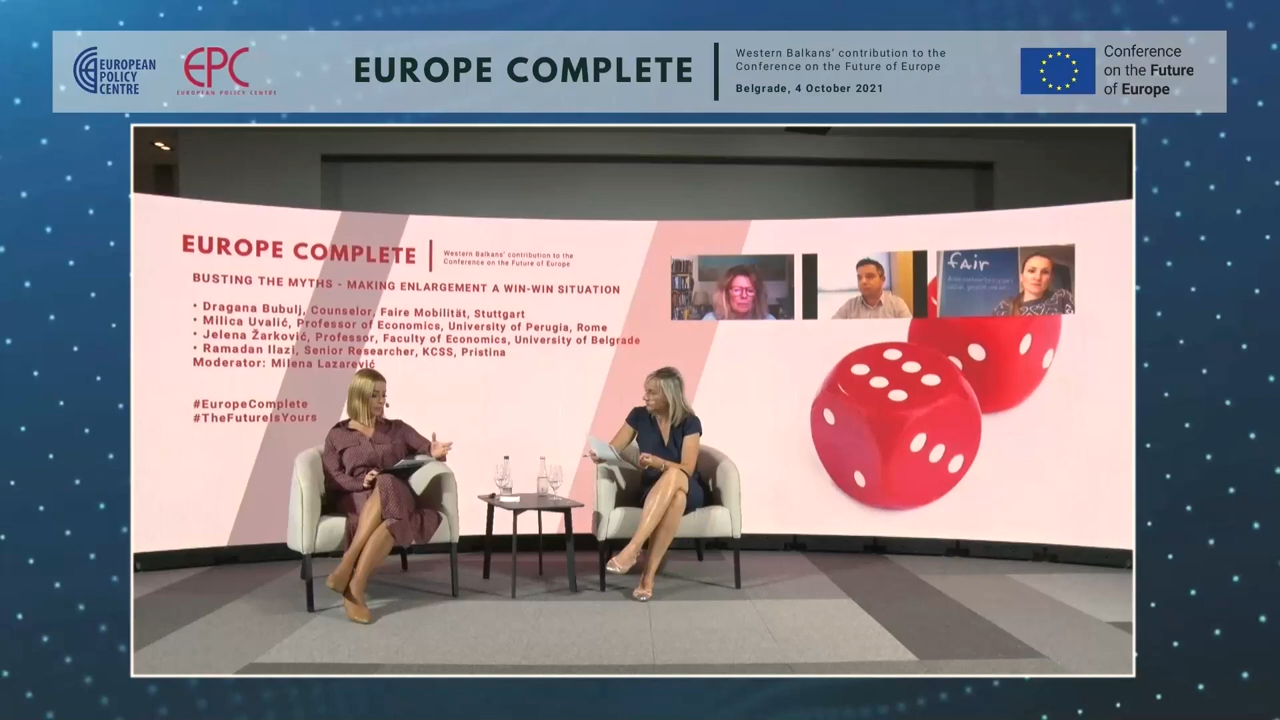 EUROPEAN
POLICY
CENTRE
EPC
EUROPEAN POLICY CENTRE
EUROPE COMPLETE
Western Balkans' contribution to the
Conference on the Future of Europe
Belgrade, 4 October 2021
Conference
on the Future
of Europe
EUROPE COMPLETE
Western Balkans' contribution to the
Conference on the Future of Europe
BUSTING THE MYTHS - MAKING ENLARGEMENT A WIN-WIN SITUATION
• Dragana Bubulj, Counselor, Faire Mobilität, Stuttgart
• Milica Uvalić, Professor of Economics, University of Perugia, Rome
• Jelena Žarković, Professor, Faculty of Economics, University of Belgrade
• Ramadan Ilazi, Senior Researcher, KCSS, Pristina
Moderator: Milena Lazarević
#EuropeComplete
#TheFutureIsYours
fair